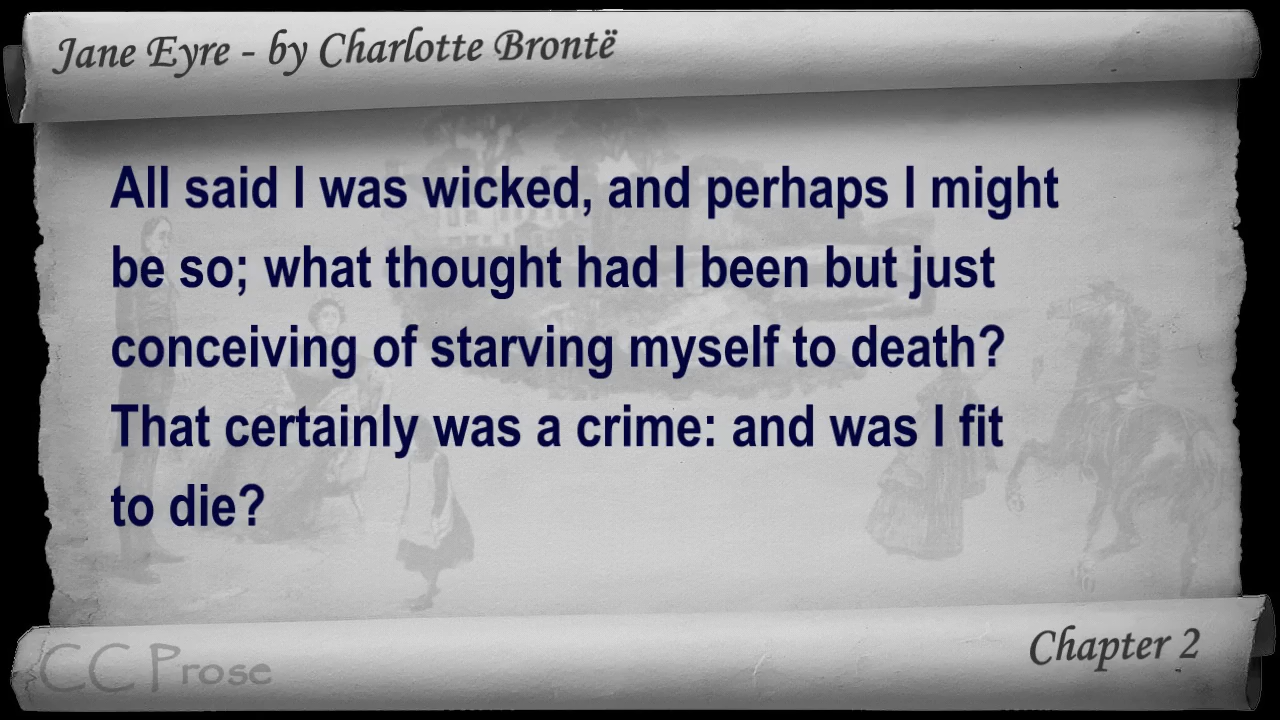 Jane Eyre - by Charlotte Brontë
All said I was wicked, and perhaps I might
be so; what thought had I been but just
conceiving of starving myself to death?
That certainly was a crime: and was I fit
to die?
CC Prose
Chapter 2